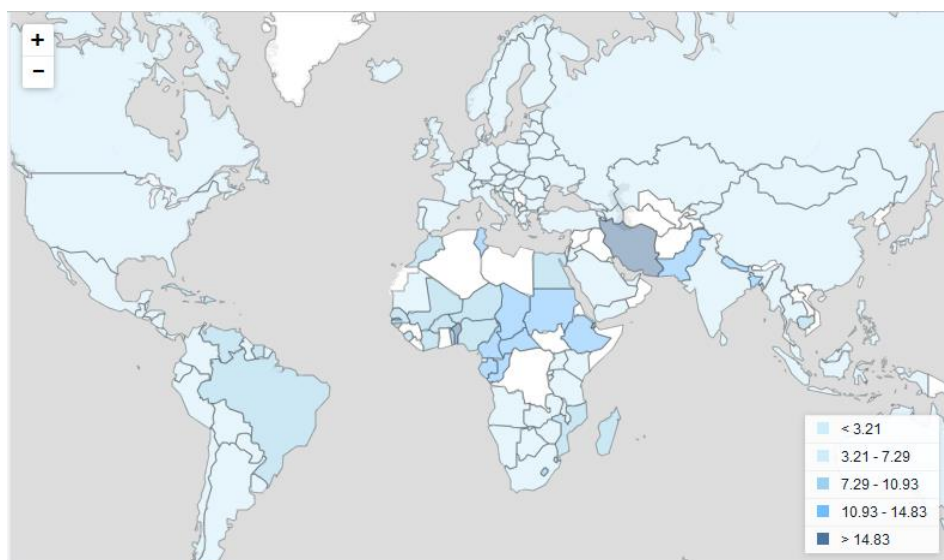 +
−
< 3.21
3.21 - 7.29
7.29 - 10.93
10.93 - 14.83
> 14.83